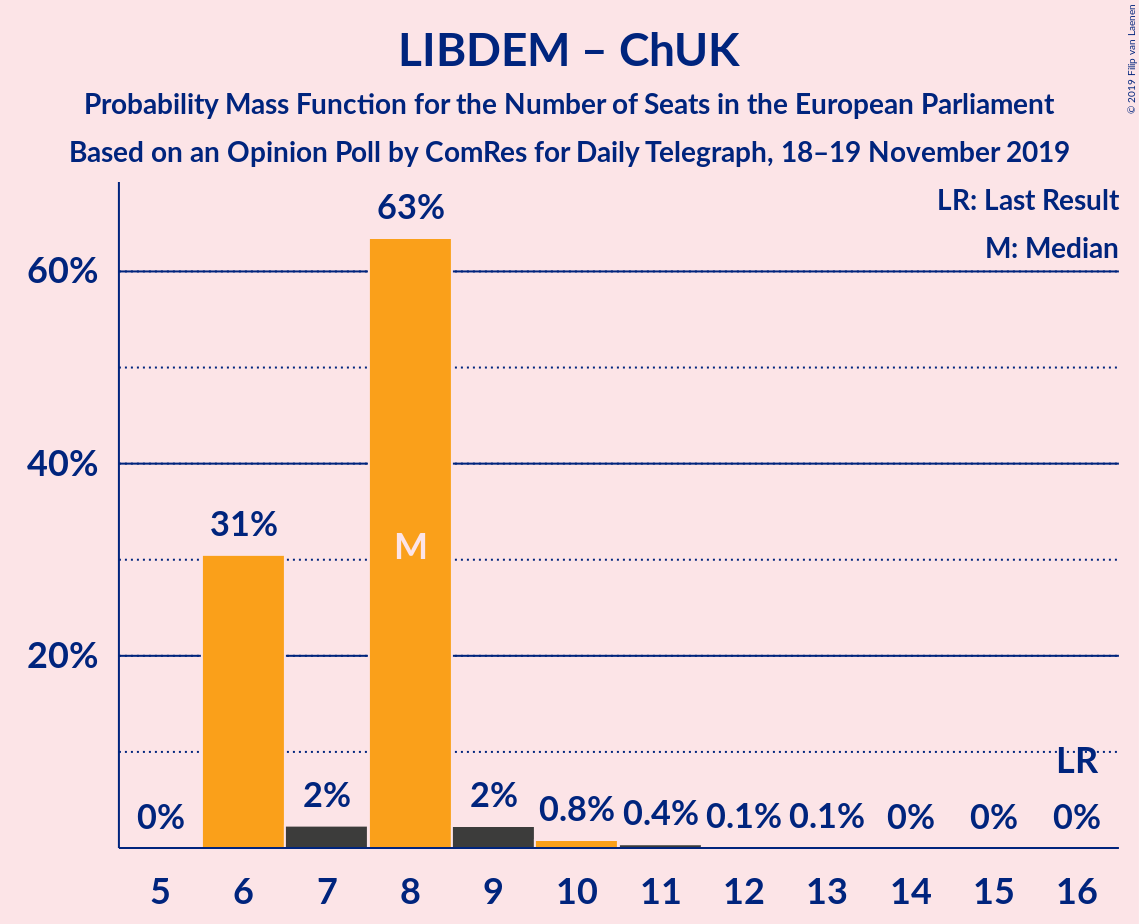 LIBDEM – ChUK
Probability Mass Function for the Number of Seats in the European Parliament
Based on an Opinion Poll by ComRes for Daily Telegraph, 18–19 November 2019
© 2019 Filip van Laenen
LR: Last Result
M: Median
60%
40%
20%
0%
31%
2%
63%
M
2%
0.8%
0.4%
0.1%
0.1%
0%
0%
LR
0%
5 6 7 8 9 10 11 12 13 14 15 16